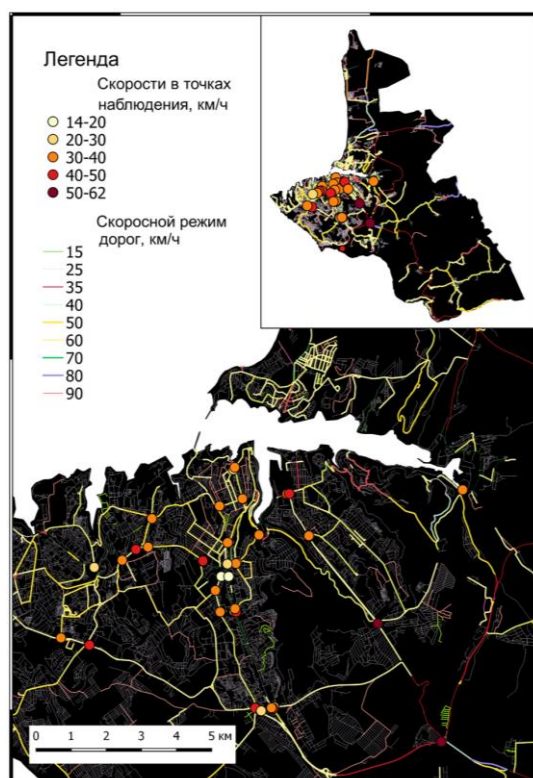 Легенда
Скорости в точках
наблюдения, км/ч
14-20
20-30
30-40
40-50
50-62
Скоросной режим
дорог, км/ч
15
25
35
40
50
60
70
80
90
0 1 2 3 4 5 км